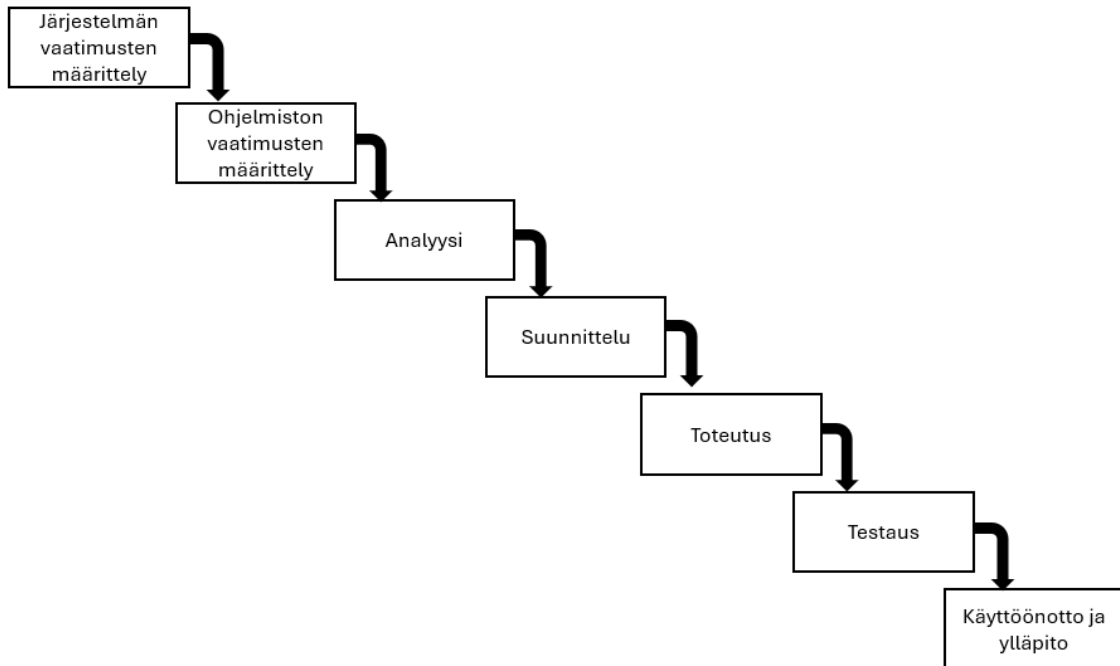 Järjestelmän
vaatimusten
määrittely
Ohjelmiston
vaatimusten
määrittely
Analyysi
Suunnittelu
Toteutus
Testaus
Käyttöönotto ja
ylläpito